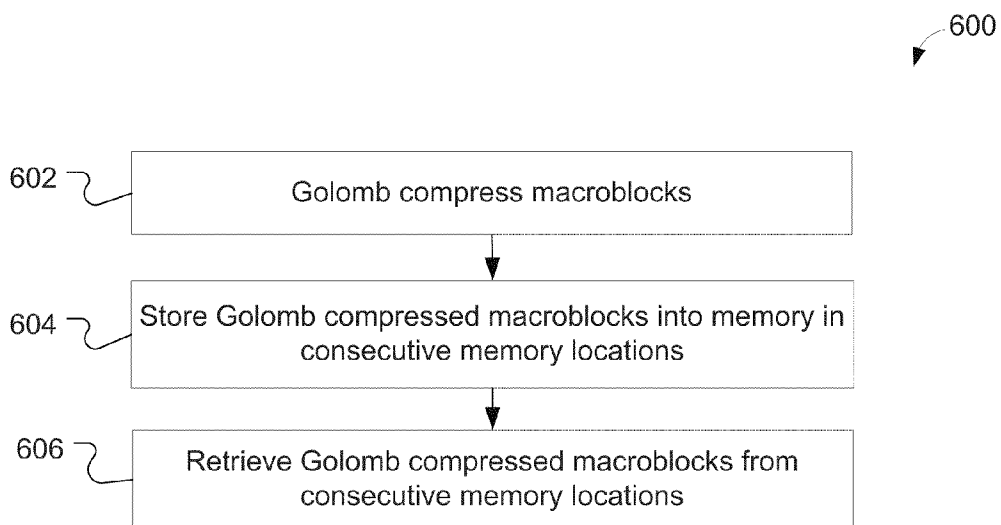 600
602
Golomb compress macroblocks
604
Store Golomb compressed macroblocks into memory in
consecutive memory locations
606
Retrieve Golomb compressed macroblocks from
consecutive memory locations